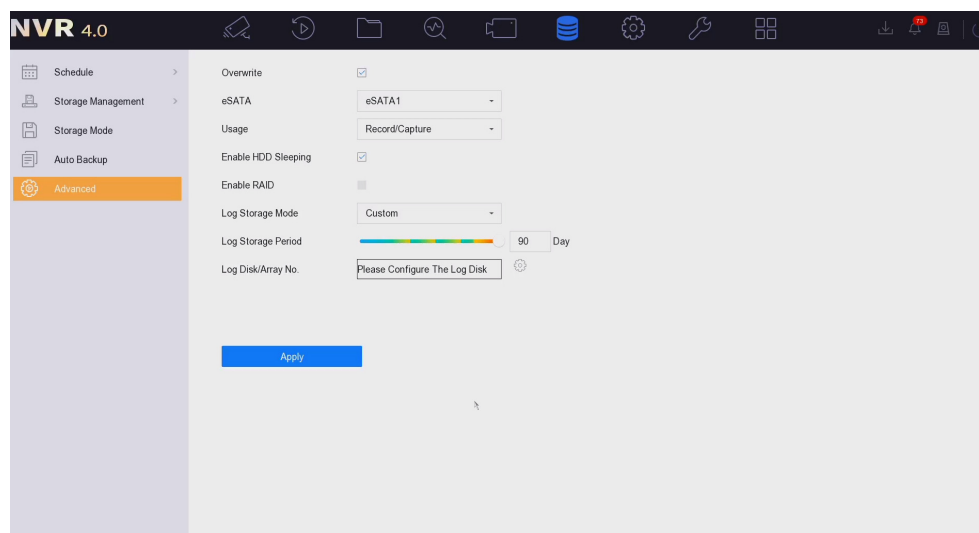 NVR 4.0
73
Schedule
Storage Management
Storage Mode
Auto Backup
Advanced
Overwrite
eSATA eSATA1
Usage Record/Capture
Enable HDD Sleeping
Enable RAID
Log Storage Mode Custom
Log Storage Period 90 Day
Log Disk/Array No. Please Configure The Log Disk
Apply